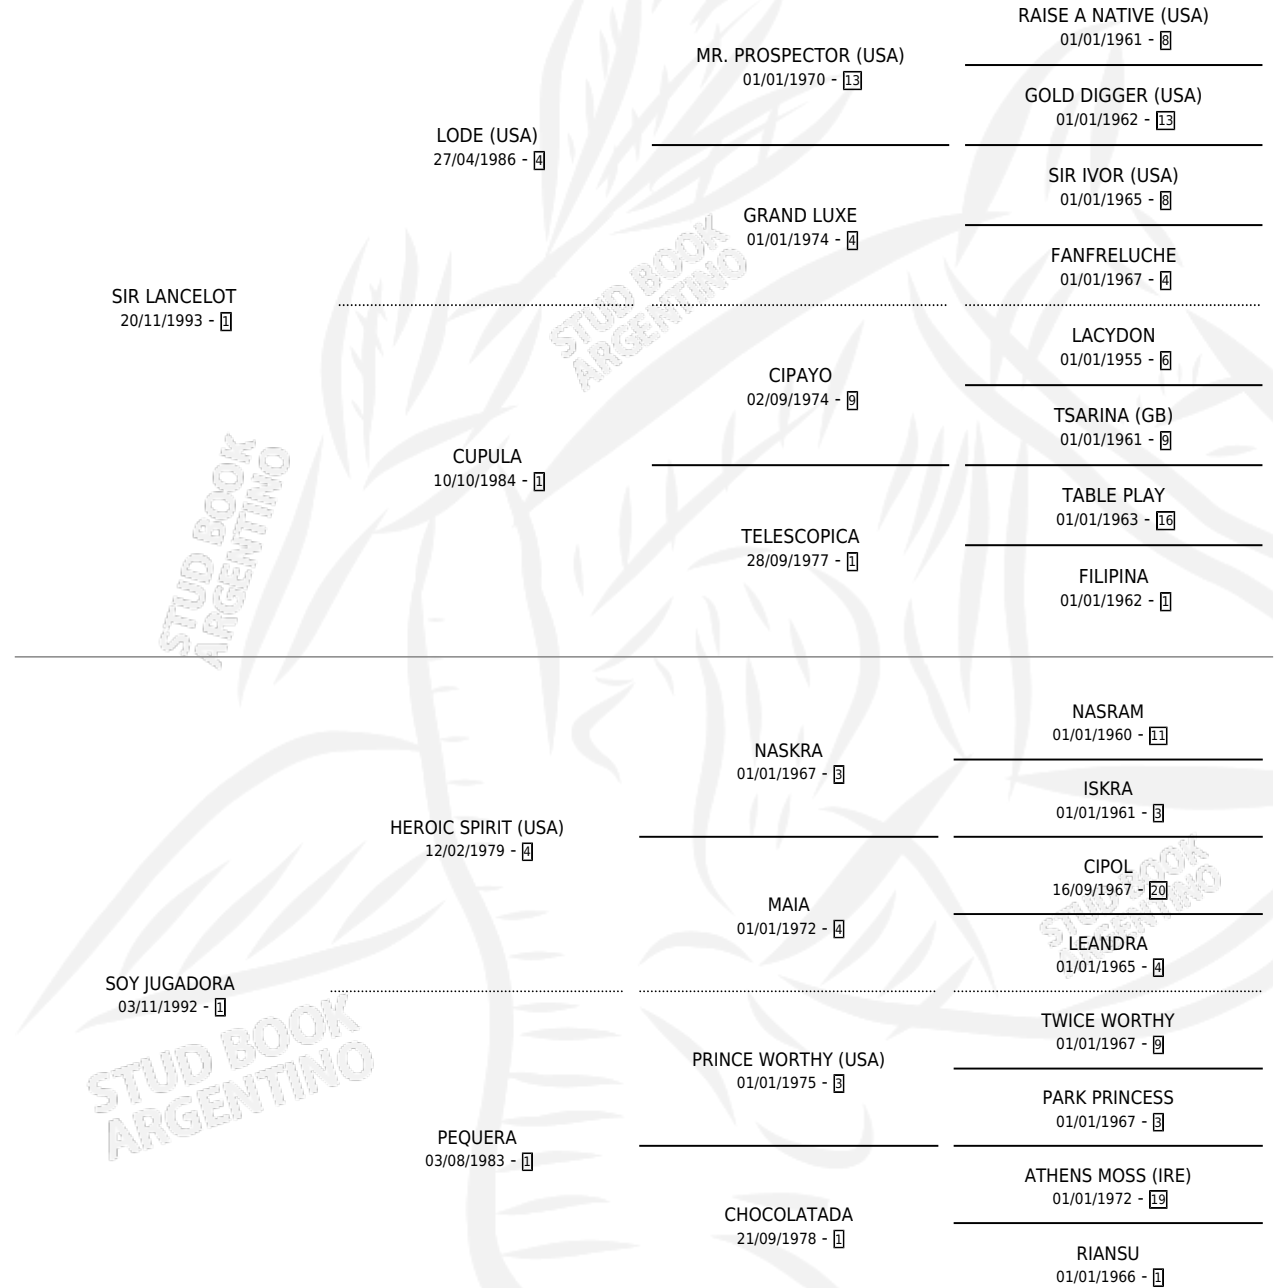 RAISE A NATIVE (USA)
01/01/1961 - 8
MR. PROSPECTOR (USA)
01/01/1970 - 13
GOLD DIGGER (USA)
01/01/1962 - 13
LODE (USA)
27/04/1986 - 4
SIR IVOR (USA)
01/01/1965 - 8
GRAND LUXE
01/01/1974 - 4
FANFRELUCHE
01/01/1967 - 4
SIR LANCELOT
20/11/1993 - 1
STUD BOOK
ARGENTINO
LACYDON
01/01/1955 - 6
CIPAYO
02/09/1974 - 9
TSARINA (GB)
01/01/1961 - 9
CUPULA
10/10/1984 - 1
TABLE PLAY
01/01/1963 - 16
TELESCOPICA
28/09/1977 - 1
FILIPINA
01/01/1962 - 1
STUD BOOK
ARGENTINO
NASRAM
01/01/1960 - 11
NASKRA
01/01/1967 - 3
ISKRA
01/01/1961 - 3
HEROIC SPIRIT (USA)
12/02/1979 - 4
CIPOL
16/09/1967 - 20
MAIA
01/01/1972 - 4
LEANDRA
01/01/1965 - 4
STUD BOOK
ARGENTINO
SOY JUGADORA
03/11/1992 - 1
TWICE WORTHY
01/01/1967 - 9
PRINCE WORTHY (USA)
01/01/1975 - 3
PARK PRINCESS
01/01/1967 - 3
STUD BOOK
ARGENTINO
PEQUERA
03/08/1983 - 1
ATHENS MOSS (IRE)
01/01/1972 - 19
CHOCOLATADA
21/09/1978 - 1
RIANSU
01/01/1966 - 1